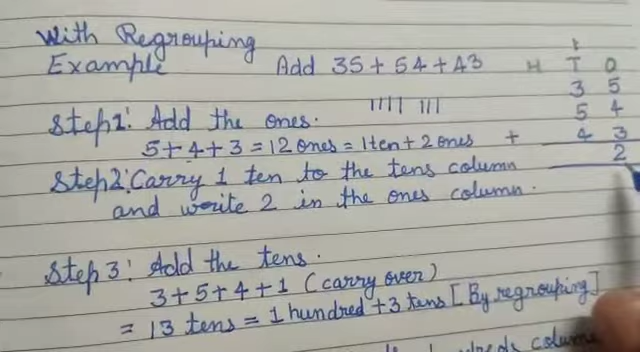 With Regrouping
Example Add 35 + 54 + 43
1
H T O
3 5
5 4
+ 4 3
2
Step 1: Add the ones.
5 + 4 + 3 = 12 ones = 1 ten + 2 ones
Step 2: Carry 1 ten to the tens column
and write 2 in the ones column.
Step 3: Add the tens.
3 + 5 + 4 + 1 (carry over)
= 13 tens = 1 hundred + 3 tens [By regrouping]